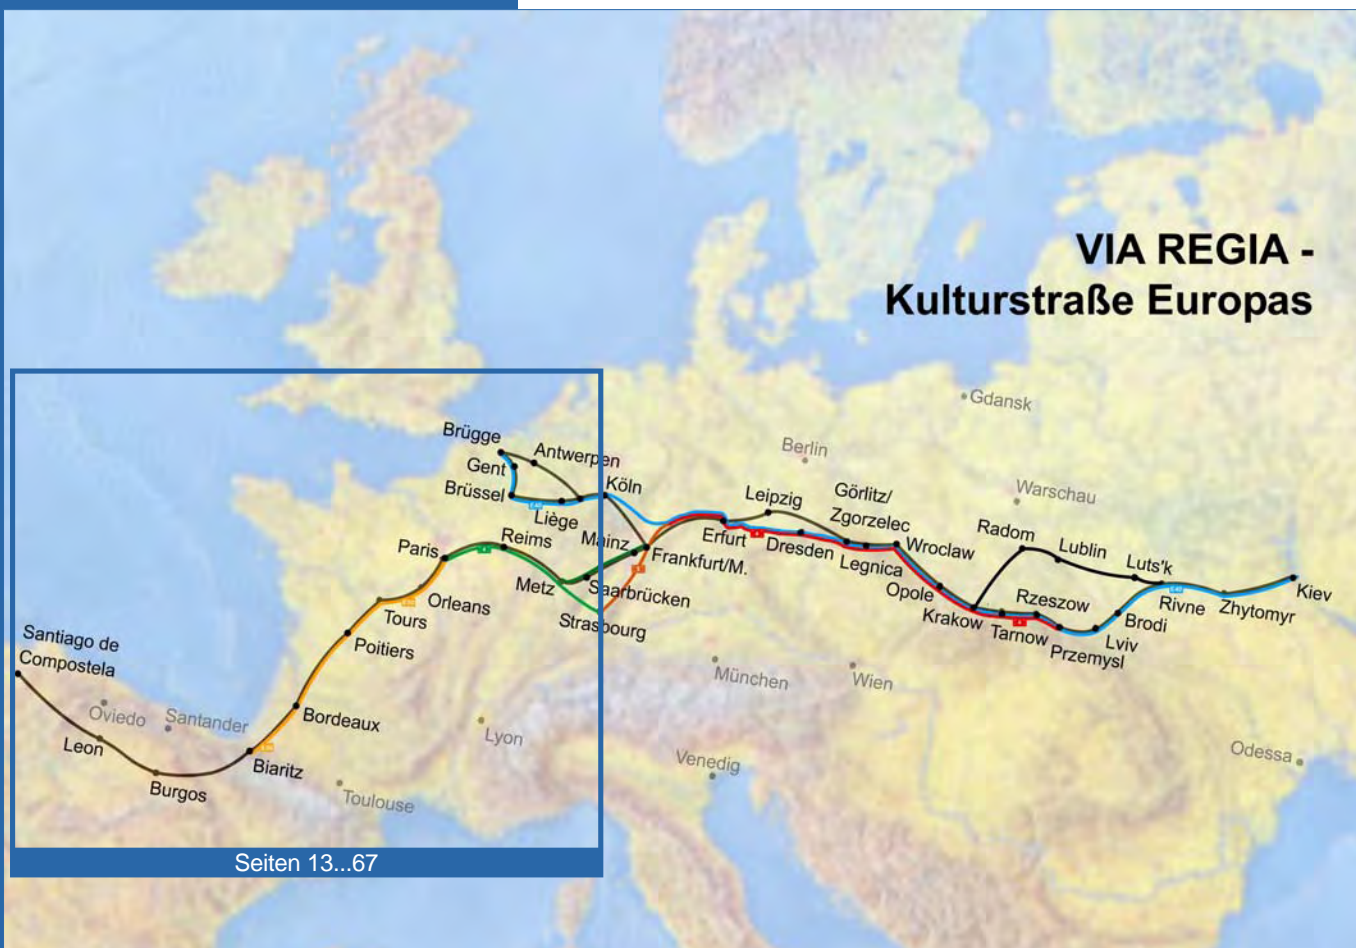 VIA REGIA -
Kulturstraße Europas
Gdansk
Brügge
Antwerpen
Berlin
Gent
Brüssel
Köln
Leipzig
Görlitz/
Zgorzelec
Warschau
Liège
Radom
Lublin
Paris
Reims
Mainz
Frankfurt/M.
Erfurt
Dresden
Legnica
Wroclaw
Luts'k
Metz
Saarbrücken
Strasbourg
Opole
Krakow
Rzeszow
Tarnow
Przemysl
Lviv
Brodi
Rivne
Zhytomyr
Kiev
Orleans
Tours
Poitiers
Santiago de
Compostela
München
Wien
Oviedo
Santander
Bordeaux
Lyon
Leon
Biaritz
Burgos
Toulouse
Venedig
Odessa
Seiten 13...67